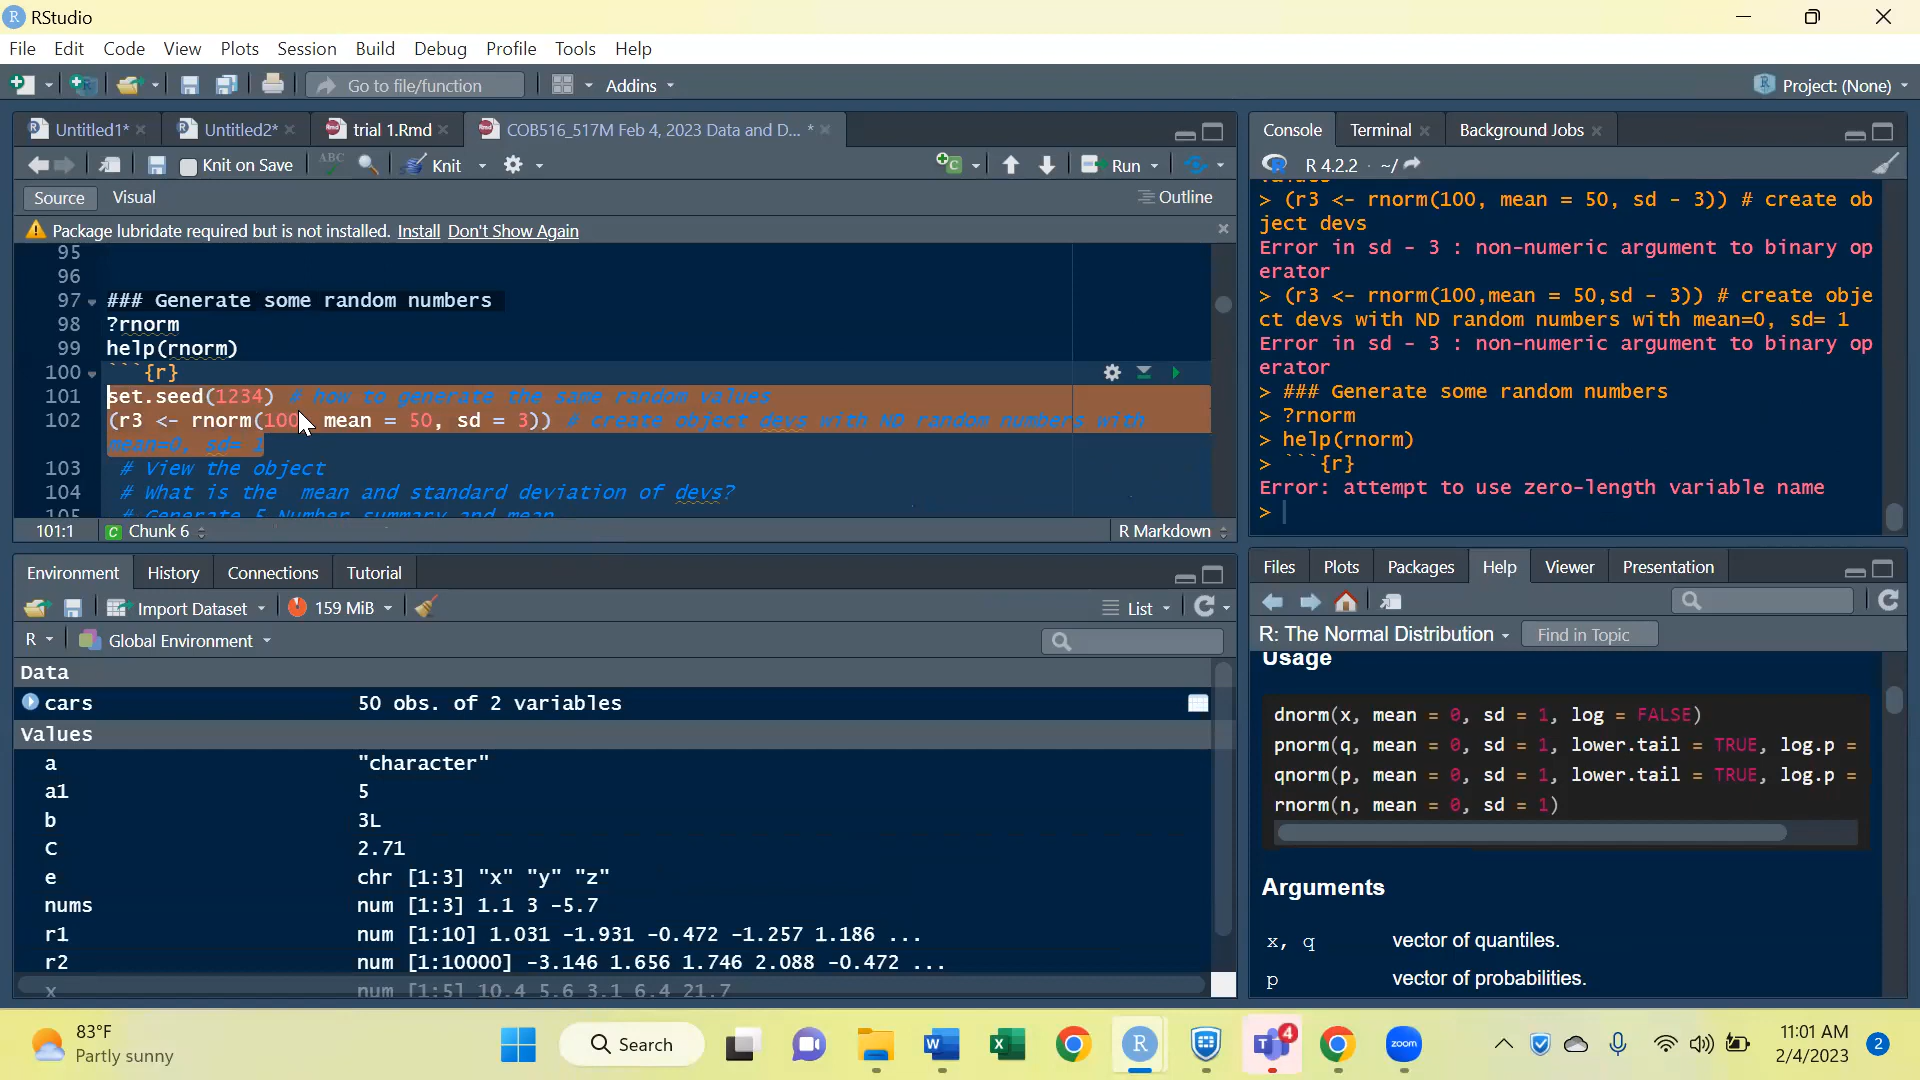 RStudio
File Edit Code View Plots Session Build Debug Profile Tools Help
Go to file/function Addins Project: (None)
Untitled1* Untitled2* trial 1.Rmd COB516_517M Feb 4, 2023 Data and D... *
Knit on Save ABC Knit Run
Source Visual Outline
Package lubridate required but is not installed. Install Don't Show Again
95
96
97 ### Generate some random numbers
98 ?rnorm
99 help(rnorm)
100 ```{r}
101 set.seed(1234) # how to generate the same random values
102 (r3 <- rnorm(100, mean = 50, sd = 3)) # create object devs with ND random numbers with
mean=0, sd= 1
103 # View the object
104 # What is the  mean and standard deviation of devs?
105 # Generate 5 Number summary and mean
101:1 Chunk 6 R Markdown
Console Terminal Background Jobs
R 4.2.2 · ~/
values
> (r3 <- rnorm(100, mean = 50, sd - 3)) # create ob
ject devs
Error in sd - 3 : non-numeric argument to binary op
erator
> (r3 <- rnorm(100,mean = 50,sd - 3)) # create obje
ct devs with ND random numbers with mean=0, sd= 1
Error in sd - 3 : non-numeric argument to binary op
erator
> ### Generate some random numbers
> ?rnorm
> help(rnorm)
> ```{r}
Error: attempt to use zero-length variable name
>
Environment History Connections Tutorial
Import Dataset 159 MiB List
R Global Environment
Data
cars 50 obs. of 2 variables
Values
a "character"
a1 5
b 3L
C 2.71
e chr [1:3] "x" "y" "z"
nums num [1:3] 1.1 3 -5.7
r1 num [1:10] 1.031 -1.931 -0.472 -1.257 1.186 ...
r2 num [1:10000] -3.146 1.656 1.746 2.088 -0.472 ...
x num [1:5] 10.4 5.6 3.1 6.4 21.7
Files Plots Packages Help Viewer Presentation
R: The Normal Distribution Find in Topic
Usage
dnorm(x, mean = 0, sd = 1, log = FALSE)
pnorm(q, mean = 0, sd = 1, lower.tail = TRUE, log.p =
qnorm(p, mean = 0, sd = 1, lower.tail = TRUE, log.p =
rnorm(n, mean = 0, sd = 1)
Arguments
x, q vector of quantiles.
p vector of probabilities.
83°F
Partly sunny
Search
zoom
4
11:01 AM
2/4/2023
2